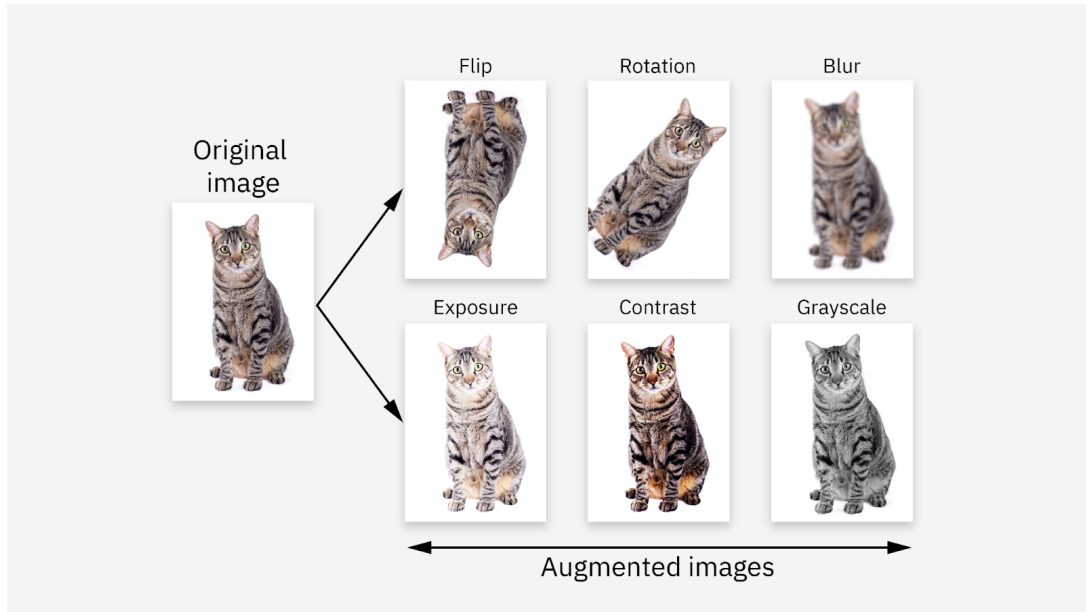 Original
image
Flip
Rotation
Blur
Exposure
Contrast
Grayscale
Augmented images